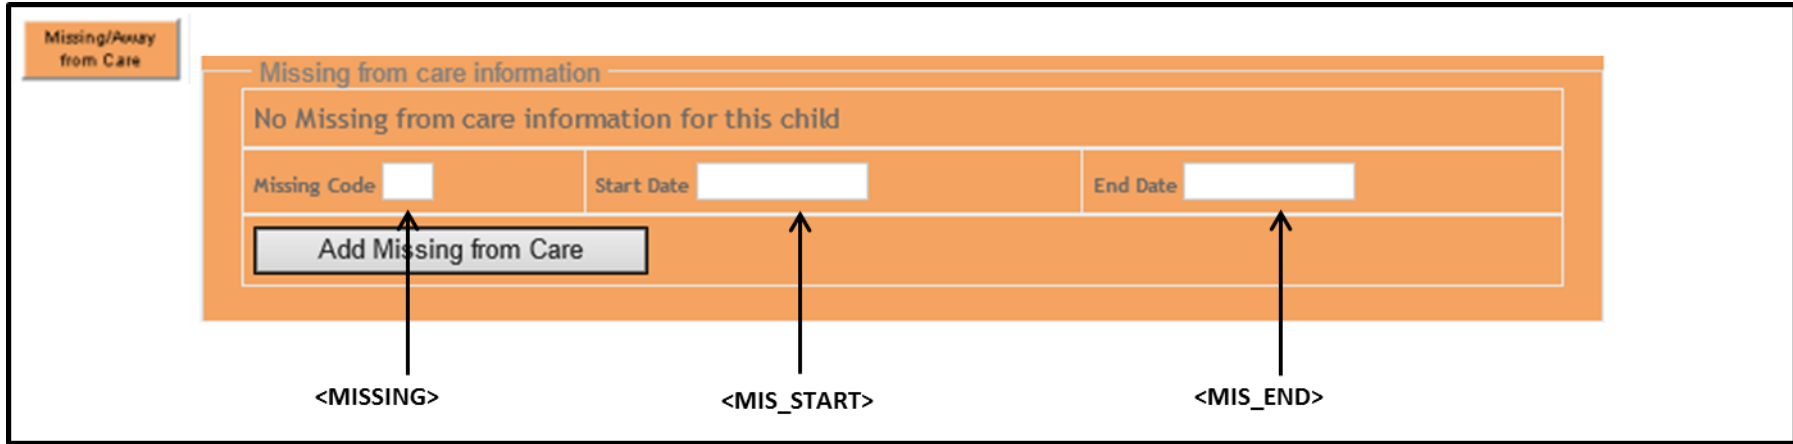 Missing/Away
from Care
Missing from care information
No Missing from care information for this child
Missing Code
Start Date
End Date
Add Missing from Care
<MISSING>
<MIS_START>
<MIS_END>